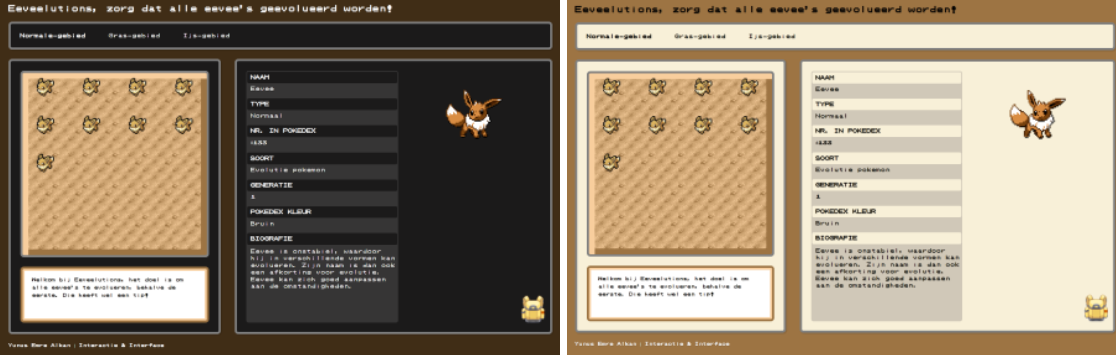 Eeveelutions, zorg dat alle eevee's geevolueerd worden!
Normale-gebied Gras-gebied Ijs-gebied
NAAM
Eevee
TYPE
Normaal
NR. IN POKEDEX
#133
SOORT
Evolutie pokemon
GENERATIE
1
POKEDEX KLEUR
Bruin
BIOGRAFIE
Eevee is onstabiel, waardoor
hij in verschillende vormen kan
evolueren. Zijn naam is dan ook
een afkorting voor evolutie.
Eevee kan zich goed aanpassen
aan de omstandigheden.
Welkom bij Eeveelutions, het doel is om
alle eevee's te evolueren, behalve de
eerste. Die heeft wel een tip!
Yunus Emre Alkan ; Interactie & Interface
Eeveelutions, zorg dat alle eevee's geevolueerd worden!
Normale-gebied Gras-gebied Ijs-gebied
NAAM
Eevee
TYPE
Normaal
NR. IN POKEDEX
#133
SOORT
Evolutie pokemon
GENERATIE
1
POKEDEX KLEUR
Bruin
BIOGRAFIE
Eevee is onstabiel, waardoor
hij in verschillende vormen kan
evolueren. Zijn naam is dan ook
een afkorting voor evolutie.
Eevee kan zich goed aanpassen
aan de omstandigheden.
Welkom bij Eeveelutions, het doel is om
alle eevee's te evolueren, behalve de
eerste. Die heeft wel een tip!
Yunus Emre Alkan ; Interactie & Interface